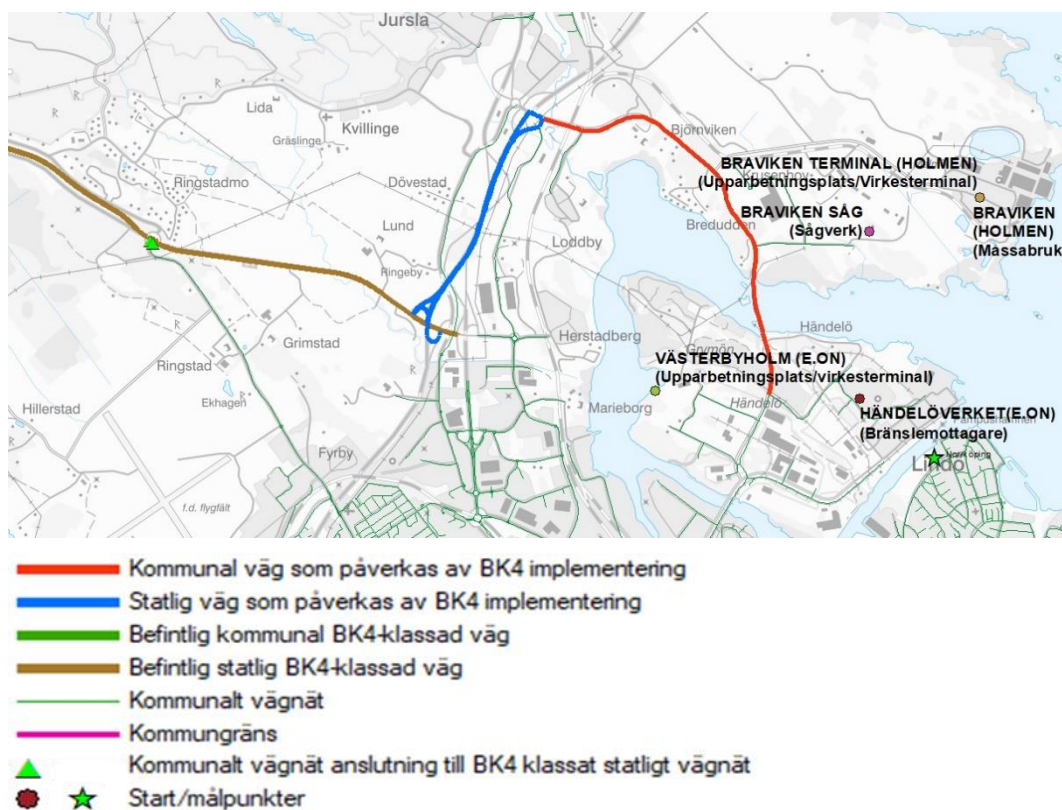 Jursla
Lida
Kvillinge
Gräslinge
Björnviken
Ringstadmo
Dövestad
BRAVIKEN TERMINAL (HOLMEN)
(Upparbetningsplats/Virkesterminal)
Lund
Bredudden
BRAVIKEN SÅG
(Sågverk)
BRAVIKEN
(HOLMEN)
(Massabruk
Loddby
Ringeby
Händelö
Herstadberg
Grimstad
Grymön
VÄSTERBYHOLM (E.ON)
(Upparbetningsplats/virkesterminal)
Ringstad
Ekhagen
Hillerstad
Marieborg
Händelö
HÄNDELÖVERKET(E.ON)
(Bränslemottagare)
Fyrby
Lindö
f.d. flygfält
Kommunal väg som påverkas av BK4 implementering
Statlig väg som påverkas av BK4 implementering
Befintlig kommunal BK4-klassad väg
Befintlig statlig BK4-klassad väg
Kommunalt vägnät
Kommungräns
Kommunalt vägnät anslutning till BK4 klassat statligt vägnät
Start/målpunkter